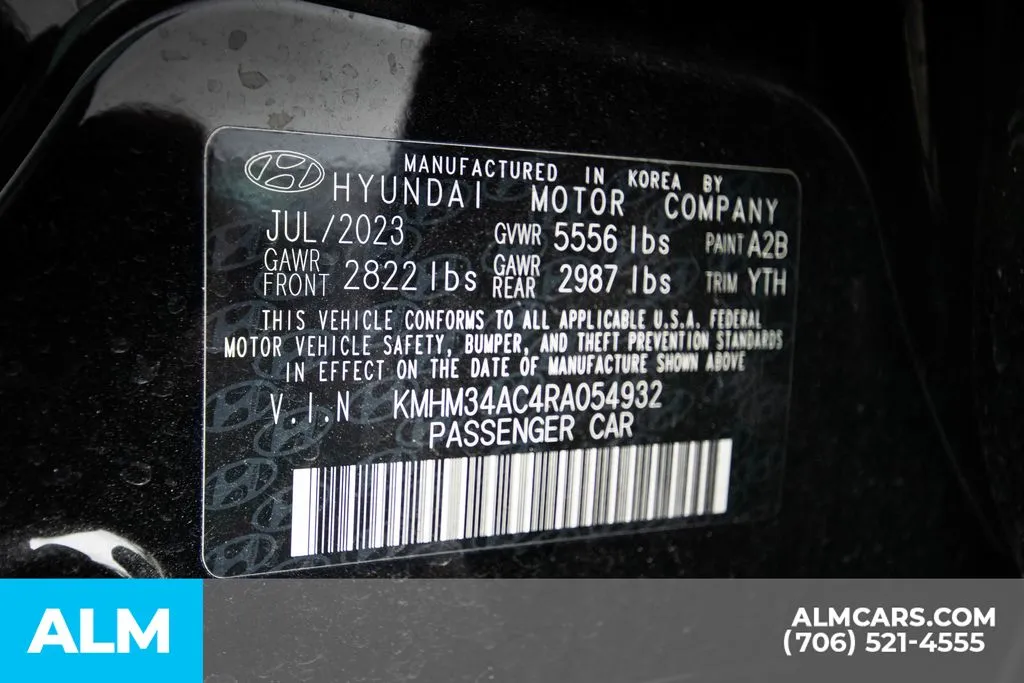 MANUFACTURED IN KOREA BY
HYUNDAI MOTOR COMPANY
JUL/2023 GVWR 5556 lbs PAINT A2B
GAWR FRONT 2822 lbs GAWR REAR 2987 lbs TRIM YTH
THIS VEHICLE CONFORMS TO ALL APPLICABLE U.S.A. FEDERAL
MOTOR VEHICLE SAFETY, BUMPER, AND THEFT PREVENTION STANDARDS
IN EFFECT ON THE DATE OF MANUFACTURE SHOWN ABOVE
V.I.N KMHM34AC4RA054932
PASSENGER CAR
ALM
ALMCARS.COM
(706) 521-4555